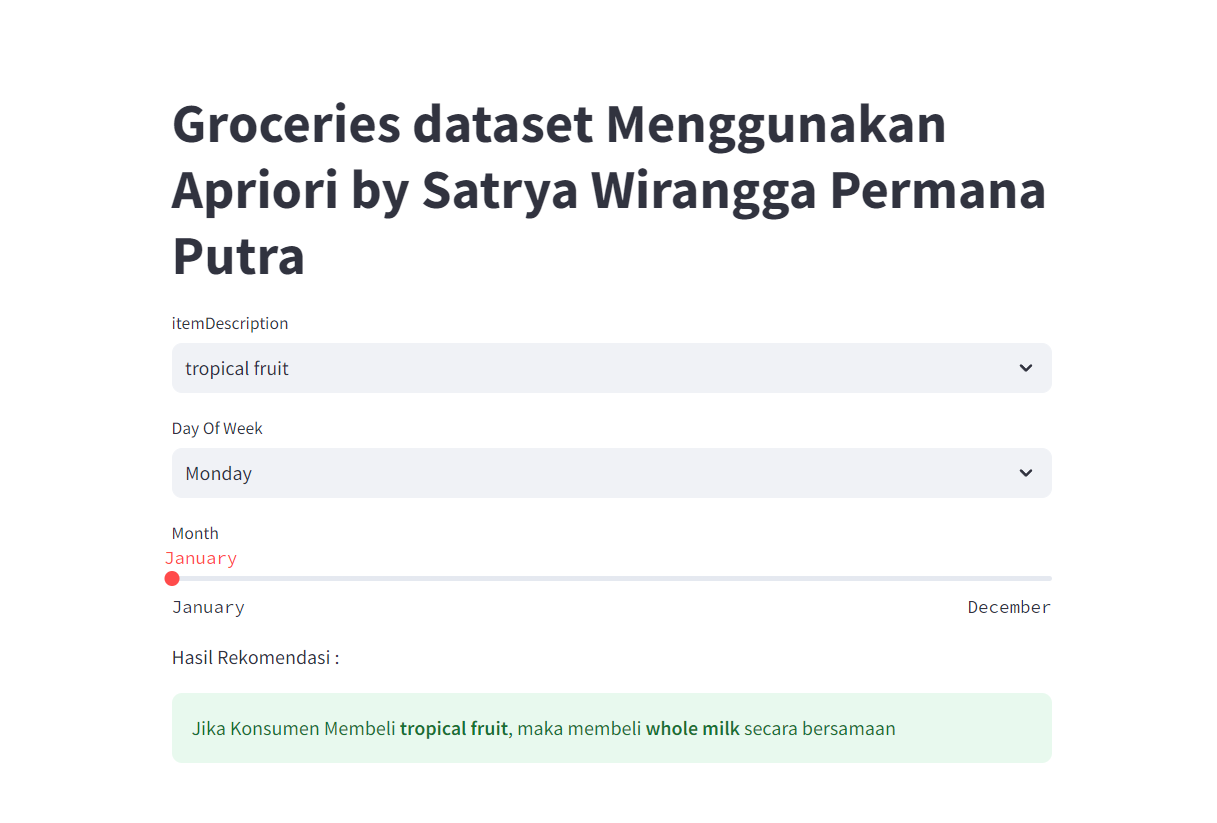 Groceries dataset Menggunakan
Apriori by Satrya Wirangga Permana
Putra
itemDescription
tropical fruit
Day Of Week
Monday
Month
January
January December
Hasil Rekomendasi :
Jika Konsumen Membeli tropical fruit, maka membeli whole milk secara bersamaan